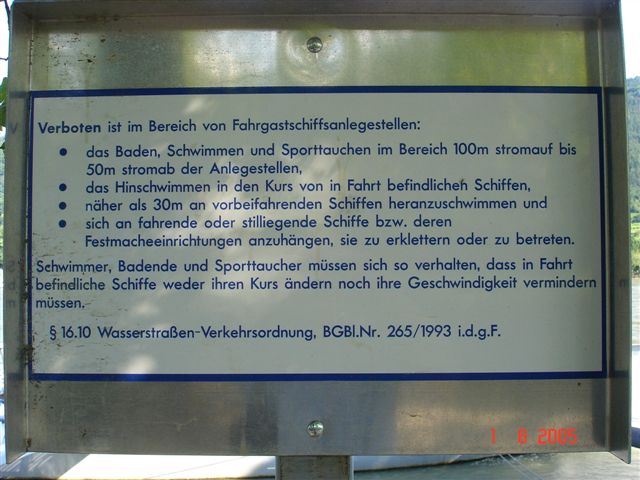 Verboten ist im Bereich von Fahrgastschiffsanlegestellen:
• das Baden, Schwimmen und Sporttauchen im Bereich 100m stromauf bis
50m stromab der Anlegestellen,
• das Hinschwimmen in den Kurs von in Fahrt befindlichen Schiffen,
• näher als 30m an vorbeifahrenden Schiffen heranzuschwimmen und
• sich an fahrende oder stilliegende Schiffe bzw. deren
Festmacheeinrichtungen anzuhängen, sie zu erklettern oder zu betreten.
Schwimmer, Badende und Sporttaucher müssen sich so verhalten, dass in Fahrt
befindliche Schiffe weder ihren Kurs ändern noch ihre Geschwindigkeit vermindern
müssen.
§ 16.10 Wasserstraßen-Verkehrsordnung, BGBl.Nr. 265/1993 i.d.g.F.
1 8 2005